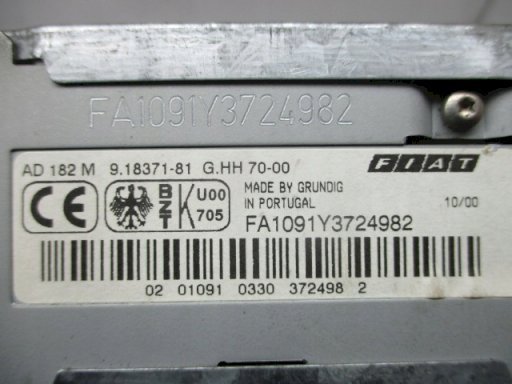 FA1091Y3724982
AD 182 M 9.18371-81 G.HH 70-00 FIAT
CE BZT K U00 705 MADE BY GRUNDIG
IN PORTUGAL 10/00
FA1091Y3724982
02 01091 0330 372498 2